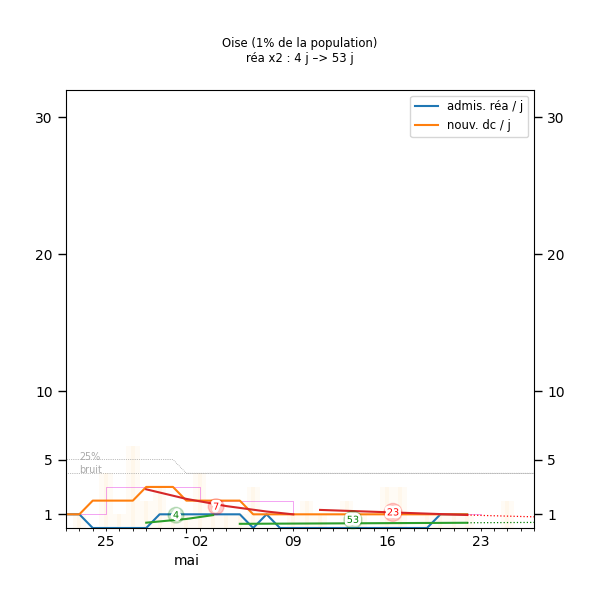 Oise (1% de la population)
réa x2 : 4 j –> 53 j
admis. réa / j
nouv. dc / j
30 30
20 20
10 10
25%
5 5
bruit
7
4
53
23
1 1
25 02 09 16 23
mai